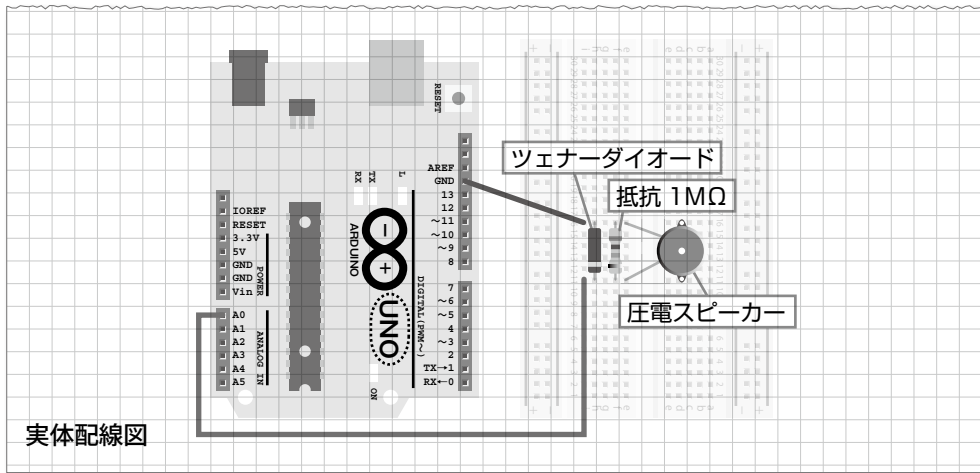 RESET
AREF
GND
13
12
～11
～10
～9
8
7
～6
～5
4
～3
2
TX→1
RX←0
DIGITAL(PWM～)
RX
TX
L
ARDUINO
UNO
ON
IOREF
RESET
3.3V
5V
GND
GND
Vin
POWER
A0
A1
A2
A3
A4
A5
ANALOG IN
ツェナーダイオード
抵抗 1MΩ
圧電スピーカー
実体配線図